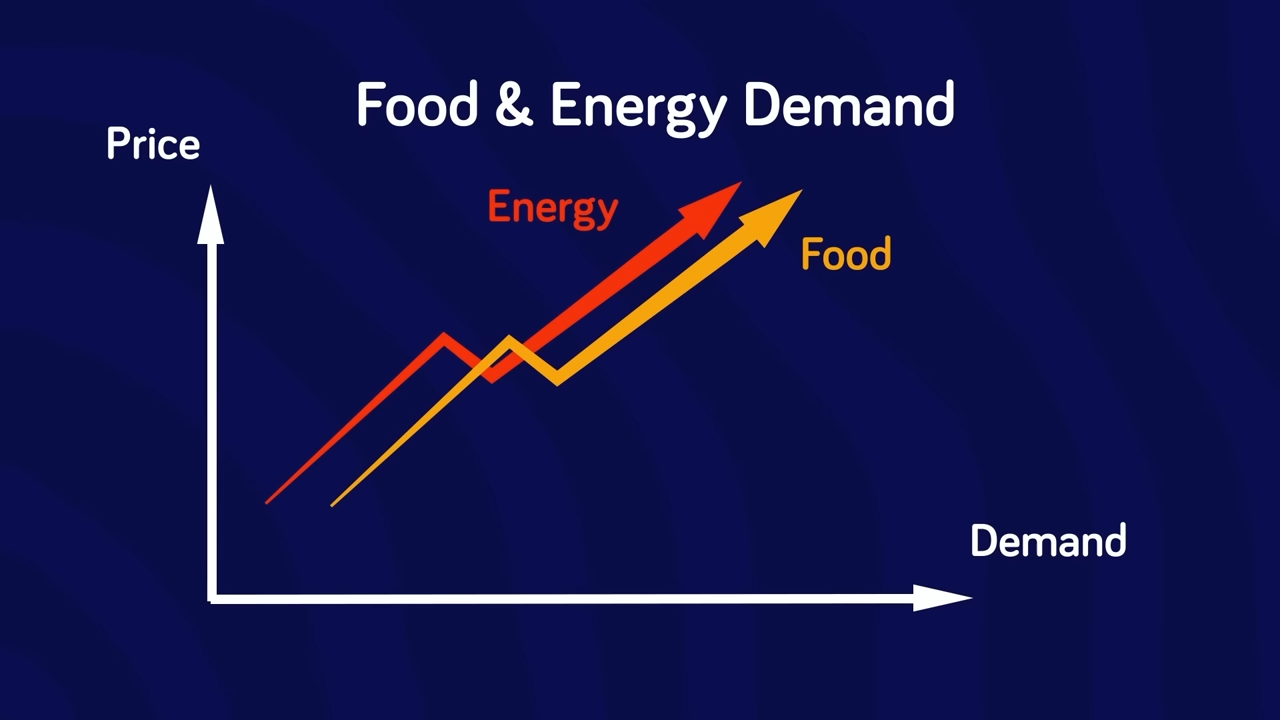 Food & Energy Demand
Price
Energy
Food
Demand